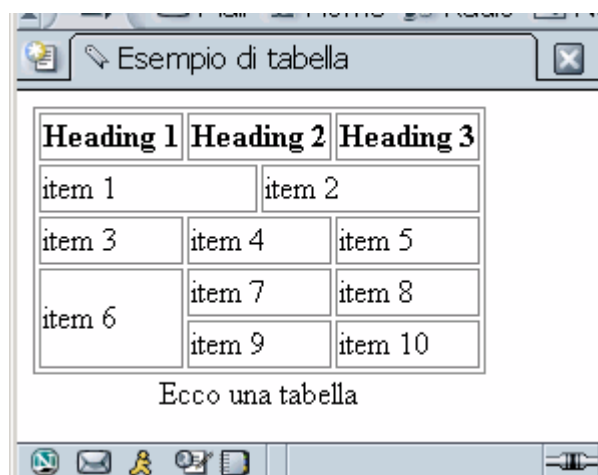 Esempio di tabella
Heading 1 Heading 2 Heading 3
item 1 item 2
item 3 item 4 item 5
item 6 item 7 item 8
item 9 item 10
Ecco una tabella